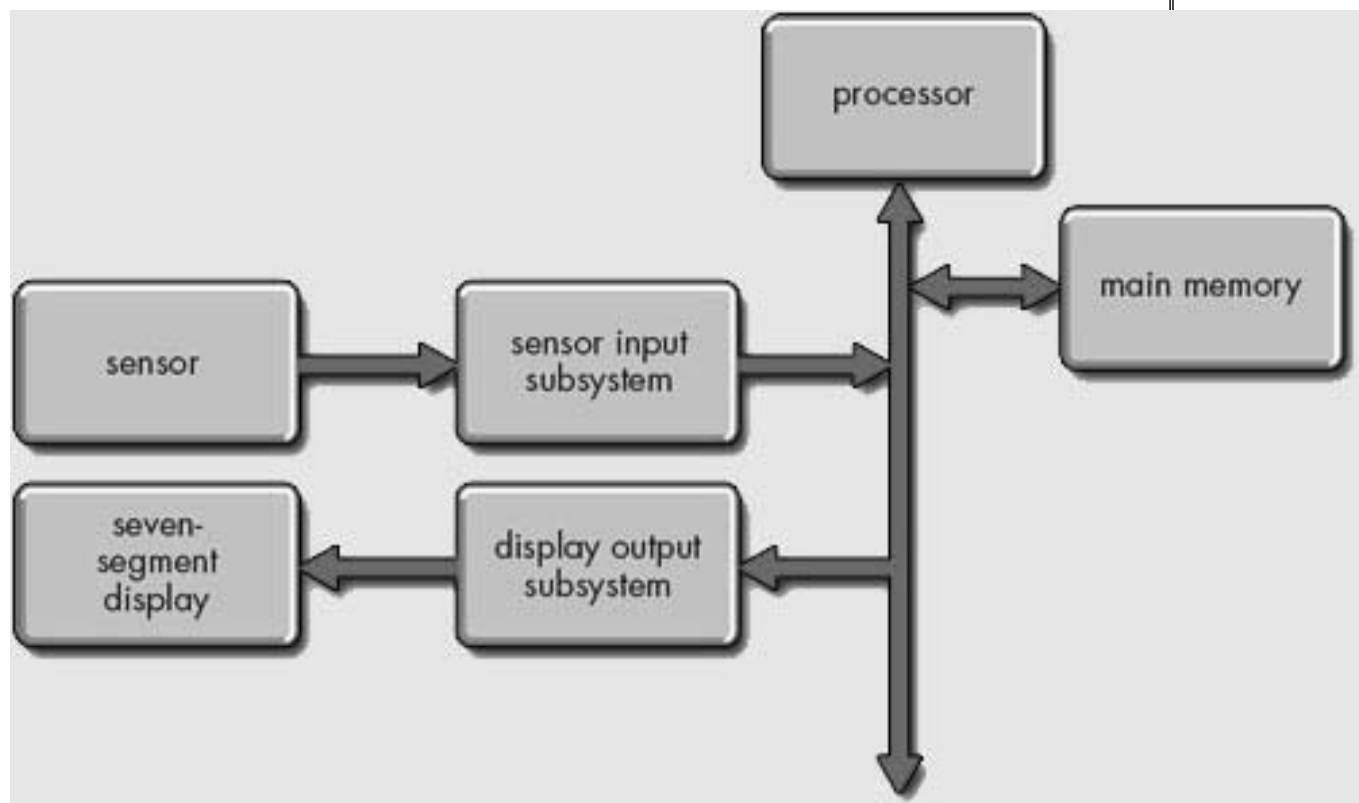 processor
main memory
sensor
sensor input
subsystem
seven-
segment
display
display output
subsystem